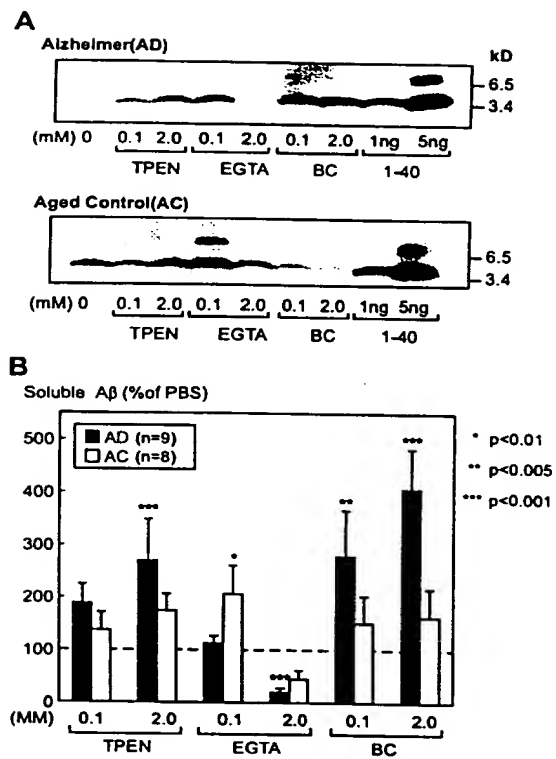 A
Alzheimer(AD)
kD
6.5
3.4
(mM) 0 0.1 2.0 0.1 2.0 0.1 2.0 1ng 5ng
TPEN EGTA BC 1-40
Aged Control(AC)
6.5
3.4
(mM) 0 0.1 2.0 0.1 2.0 0.1 2.0 1ng 5ng
TPEN EGTA BC 1-40
B
Soluble Aβ (%of PBS)
500
400
300
200
100
0
AD (n=9)
AC (n=8)
*** * *** ** ***
* p<0.01
** p<0.005
*** p<0.001
(MM) 0.1 2.0 0.1 2.0 0.1 2.0
TPEN EGTA BC